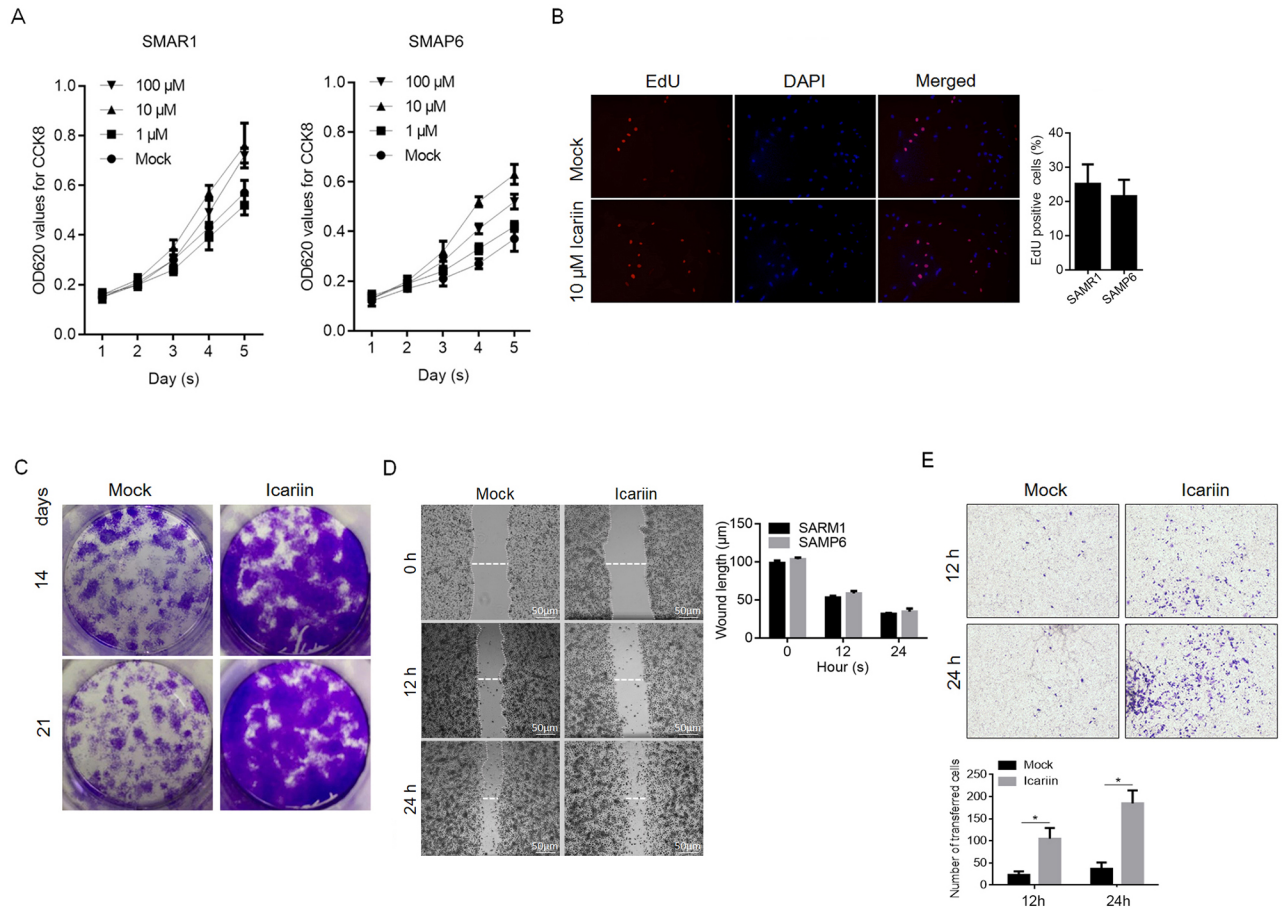 A
SMAR1
OD620 values for CCK8
1.0
0.8
0.6
0.4
0.2
0.0
100 µM
10 µM
1 µM
Mock
1 2 3 4 5
Day (s)
SMAP6
OD620 values for CCK8
1.0
0.8
0.6
0.4
0.2
0.0
100 µM
10 µM
1 µM
Mock
1 2 3 4 5
Day (s)
B
EdU DAPI Merged
Mock
10 µM Icariin
EdU positive cells (%)
40
30
20
10
0
SAMR1 SAMP6
C
days
Mock Icariin
14
21
D
Mock Icariin
0 h
50µm 50µm
12h
50µm 50µm
24h
50µm 50µm
Wound length (µm)
150
100
50
0
SARM1
SAMP6
0 12 24
Hour (s)
E
Mock Icariin
12 h
24 h
Number of transferred cells
250
200
150
100
50
0
Mock
Icariin
* *
12h 24h